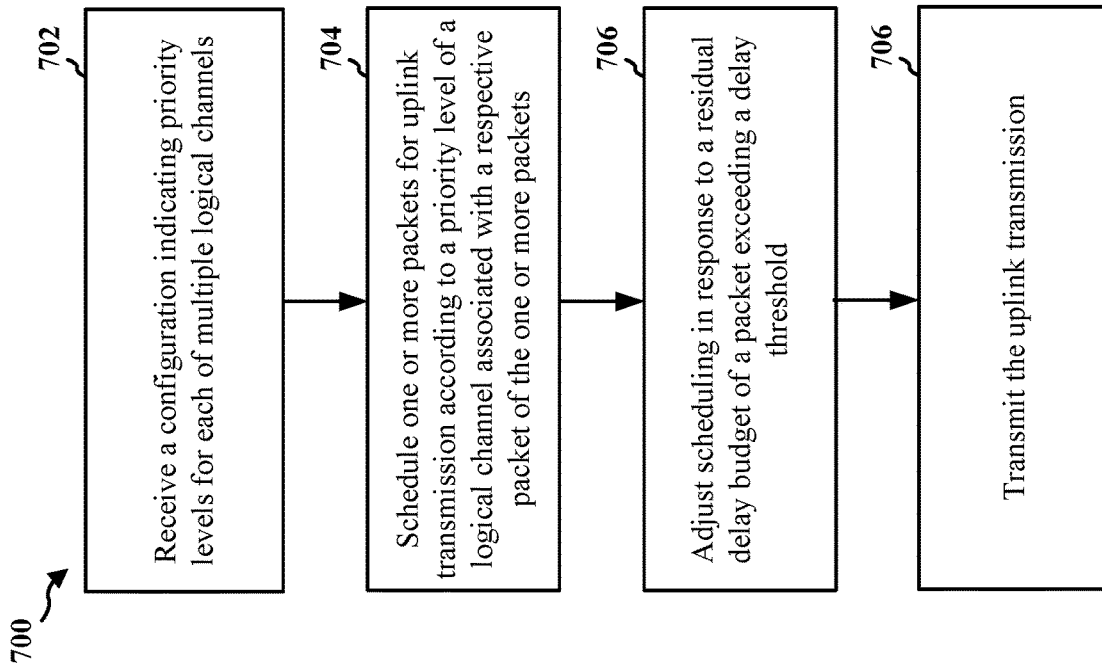 700
702
Receive a configuration indicating priority
levels for each of multiple logical channels
704
Schedule one or more packets for uplink
transmission according to a priority level of a
logical channel associated with a respective
packet of the one or more packets
706
Adjust scheduling in response to a residual
delay budget of a packet exceeding a delay
threshold
706
Transmit the uplink transmission